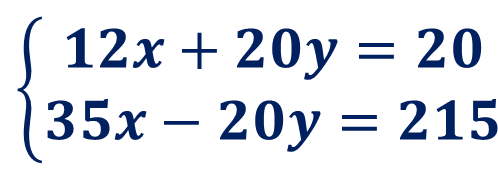 12x + 20y = 20
35x − 20y = 215